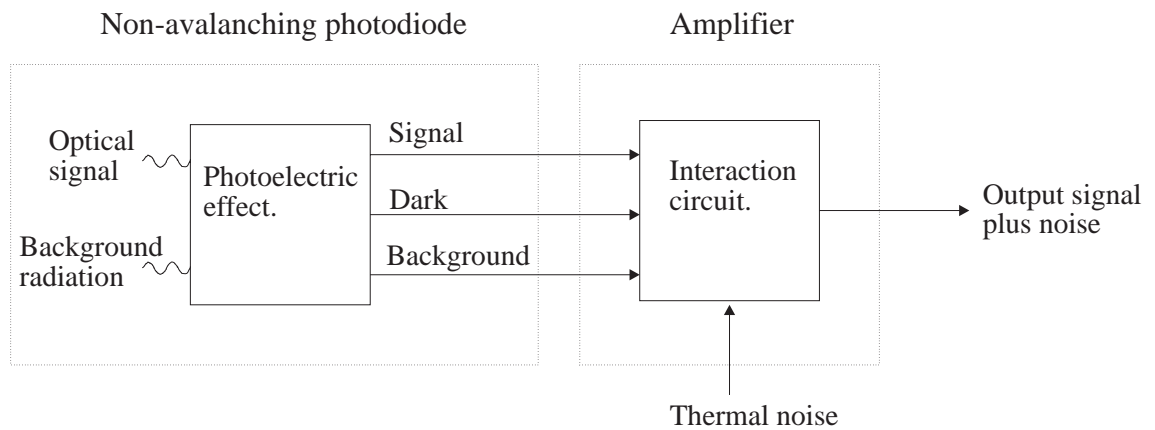 Non-avalanching photodiode
Amplifier
Optical
signal
Background
radiation
Photoelectric
effect.
Signal
Dark
Background
Interaction
circuit.
Output signal
plus noise
Thermal noise